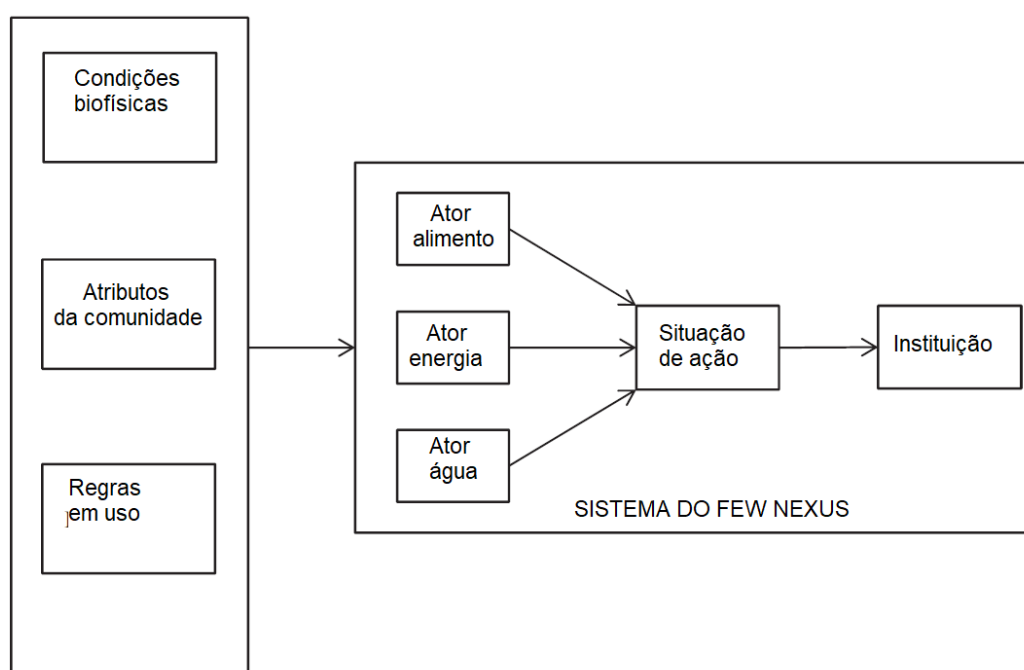 Condições
biofísicas
Atributos
da comunidade
Regras
em uso
Ator
alimento
Ator
energia
Ator
água
Situação
de ação
Instituição
SISTEMA DO FEW NEXUS